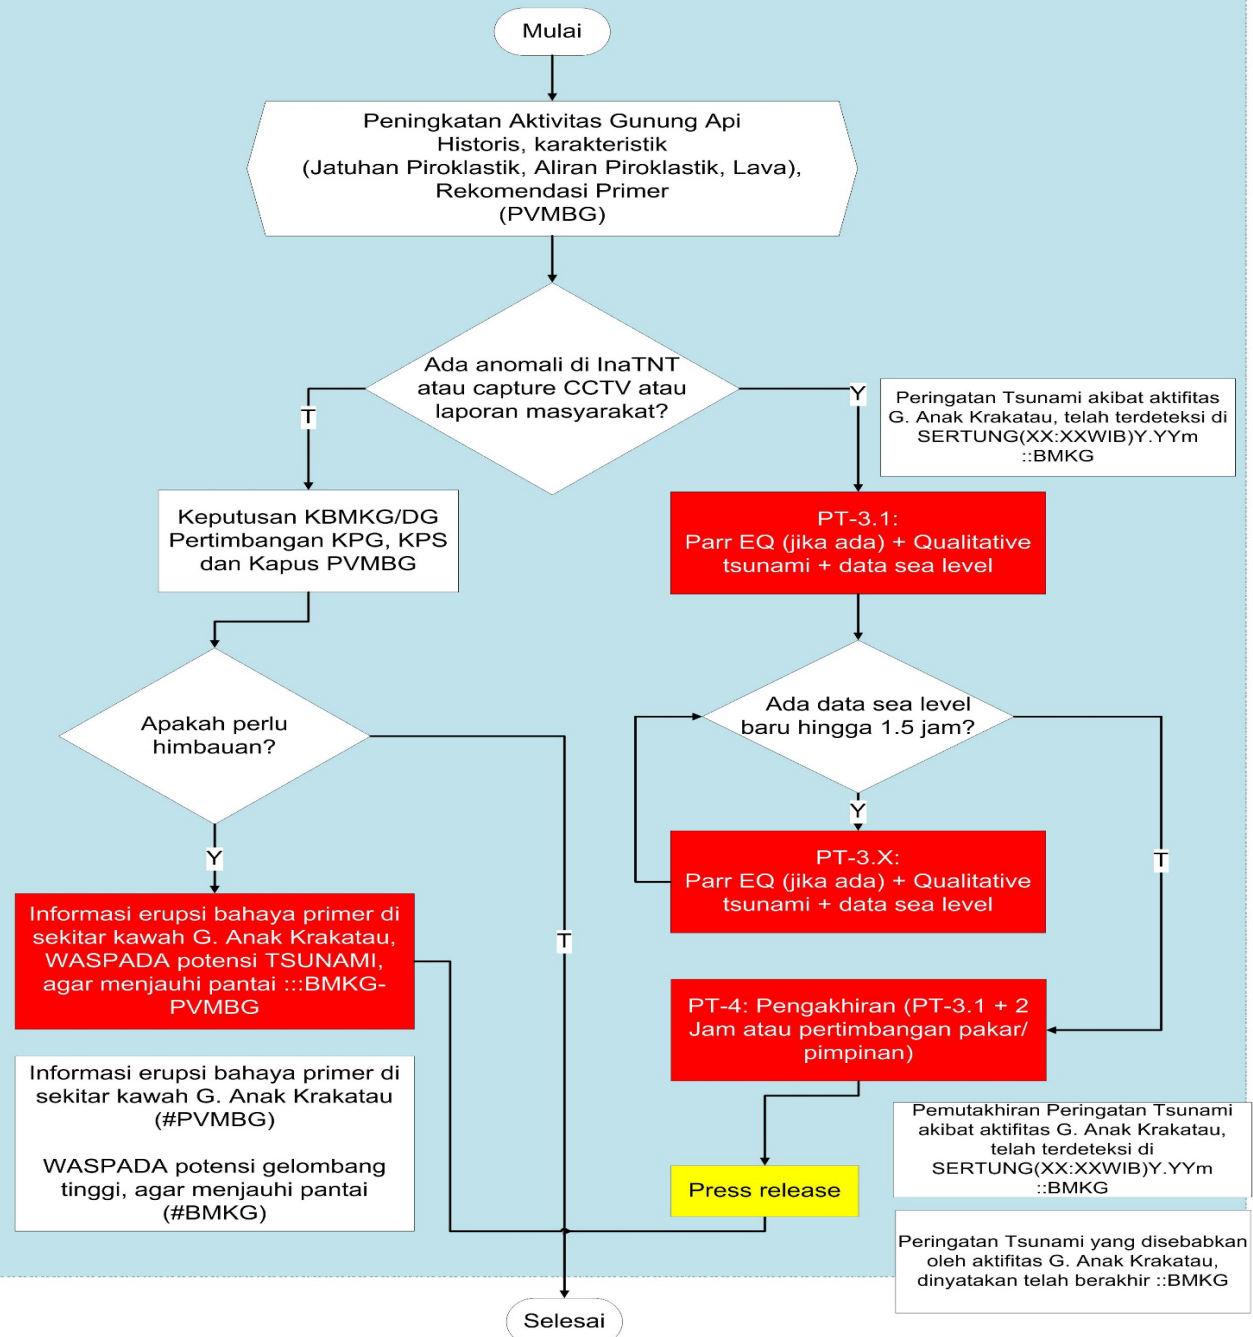 Mulai
Peningkatan Aktivitas Gunung Api
Historis, karakteristik
(Jatuhan Piroklastik, Aliran Piroklastik, Lava),
Rekomendasi Primer
(PVMBG)
Ada anomali di InaTNT
atau capture CCTV atau
laporan masyarakat?
T
Y
Peringatan Tsunami akibat aktifitas
G. Anak Krakatau, telah terdeteksi di
SERTUNG(XX:XXWIB)Y.YYm
::BMKG
Keputusan KBMKG/DG
Pertimbangan KPG, KPS
dan Kapus PVMBG
PT-3.1:
Parr EQ (jika ada) + Qualitative
tsunami + data sea level
Apakah perlu
himbauan?
Ada data sea level
baru hingga 1.5 jam?
Y
Y
T
T
PT-3.X:
Parr EQ (jika ada) + Qualitative
tsunami + data sea level
Informasi erupsi bahaya primer di
sekitar kawah G. Anak Krakatau,
WASPADA potensi TSUNAMI,
agar menjauhi pantai :::BMKG-
PVMBG
PT-4: Pengakhiran (PT-3.1 + 2
Jam atau pertimbangan pakar/
pimpinan)
Informasi erupsi bahaya primer di
sekitar kawah G. Anak Krakatau
(#PVMBG)
WASPADA potensi gelombang
tinggi, agar menjauhi pantai
(#BMKG)
Press release
Pemutakhiran Peringatan Tsunami
akibat aktifitas G. Anak Krakatau,
telah terdeteksi di
SERTUNG(XX:XXWIB)Y.YYm
::BMKG
Peringatan Tsunami yang disebabkan
oleh aktifitas G. Anak Krakatau,
dinyatakan telah berakhir ::BMKG
Selesai